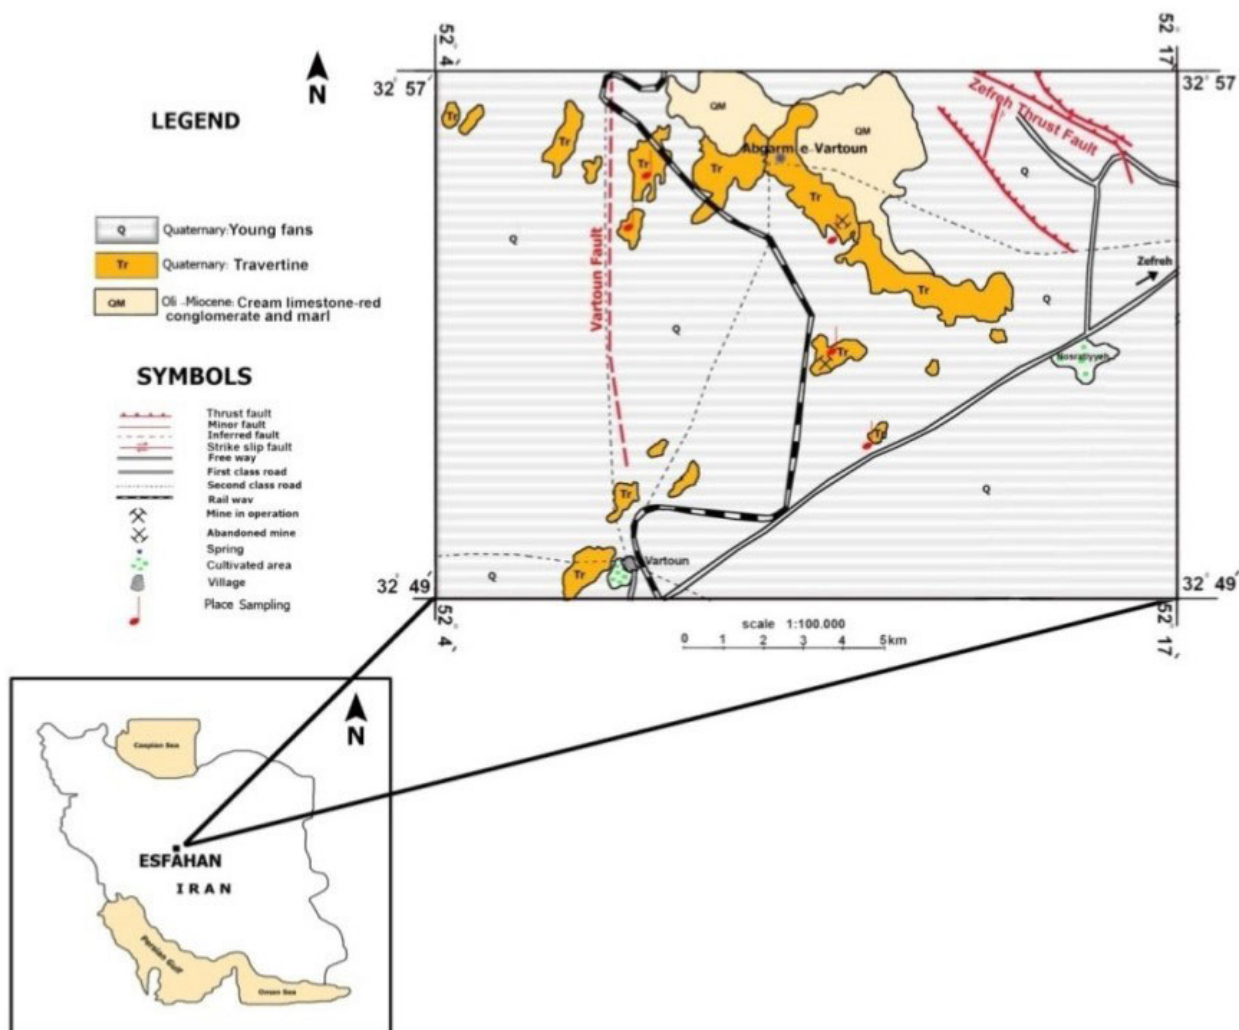 N
52° 4'
52° 17'
32° 57'
32° 57
LEGEND
Q Quaternary: Young fans
Tr Quaternary: Travertine
QM Oli -Miocene: Cream limestone-red
conglomerate and marl
SYMBOLS
Thrust fault
Minor fault
Inferred fault
Strike slip fault
Free way
First class road
Second class road
Rail wav
Mine in operation
Abandoned mine
Spring
Cultivated area
Village
Place Sampling
QM
QM
Zefreh Thrust Fault
Tr
Tr
Abgarm-e-Vartoun
Tr
Tr
Q
Tr
Q
Vartoun Fault
Zefreh
Tr
Q
Q
Tr
Nosratiyyeh
Tr
Q
Tr
Vartoun
Q
Tr
32° 49'
32° 49'
52° 4'
52° 17'
scale 1:100.000
0 1 2 3 4 5km
N
Caspian Sea
ESFAHAN
I R A N
Persian Gulf
Oman Sea